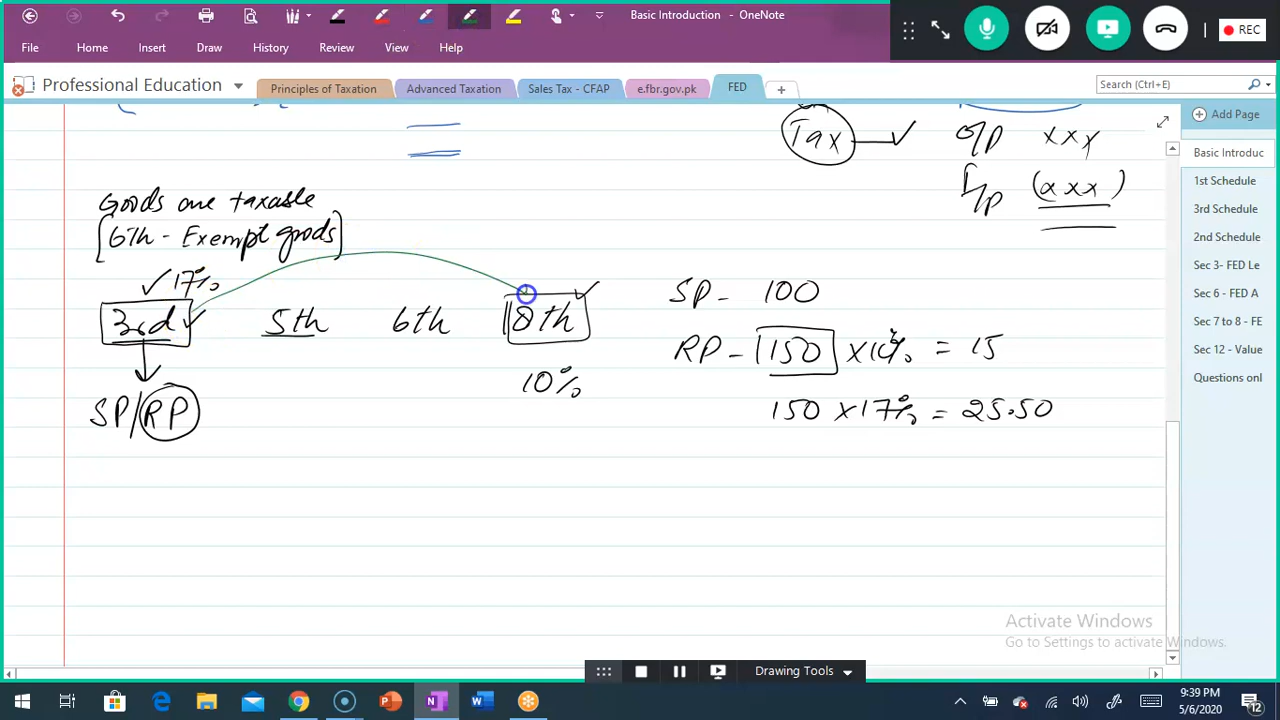 Basic Introduction - OneNote
REC
File Home Insert Draw History Review View Help
Professional Education
Principles of Taxation
Advanced Taxation
Sales Tax - CFAP
e.fbr.gov.pk
FED
Search (Ctrl+E)
Add Page
Basic Introduc
1st Schedule
3rd Schedule
2nd Schedule
Sec 3- FED Le
Sec 6 - FED A
Sec 7 to 8 - FE
Sec 12 - Value
Questions onl
Tax
O/P xxx
I/P (xxx)
Goods are taxable
[6th - Exempt goods]
17%
3rd 5th 6th 8th
SP/RP
10%
SP - 100
RP - 150 x 10% = 15
150 x 17% = 25.50
Activate Windows
Go to Settings to activate Windows.
Drawing Tools
9:39 PM
5/6/2020
12